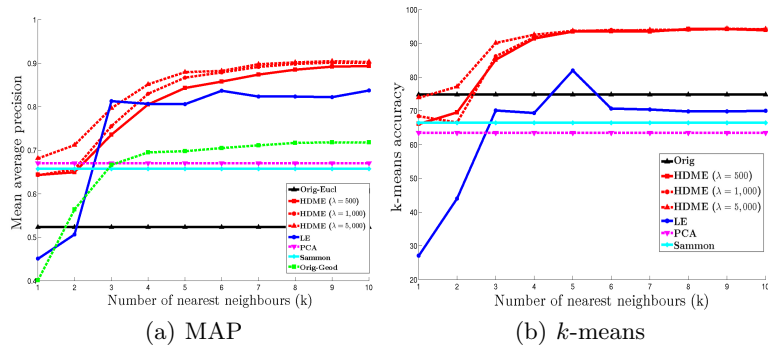 1
0.9
0.8
0.7
0.6
0.5
0.4
Mean average precision
1 2 3 4 5 6 7 8 9 10
Number of nearest neighbours (k)
Orig-Eucl
HDME (λ = 500)
HDME (λ = 1,000)
HDME (λ = 5,000)
LE
PCA
Sammon
Orig-Geod
(a) MAP
100
90
80
70
60
50
40
30
20
k-means accuracy
1 2 3 4 5 6 7 8 9 10
Number of nearest neighbours (k)
Orig
HDME (λ = 500)
HDME (λ = 1,000)
HDME (λ = 5,000)
LE
PCA
Sammon
(b) k-means